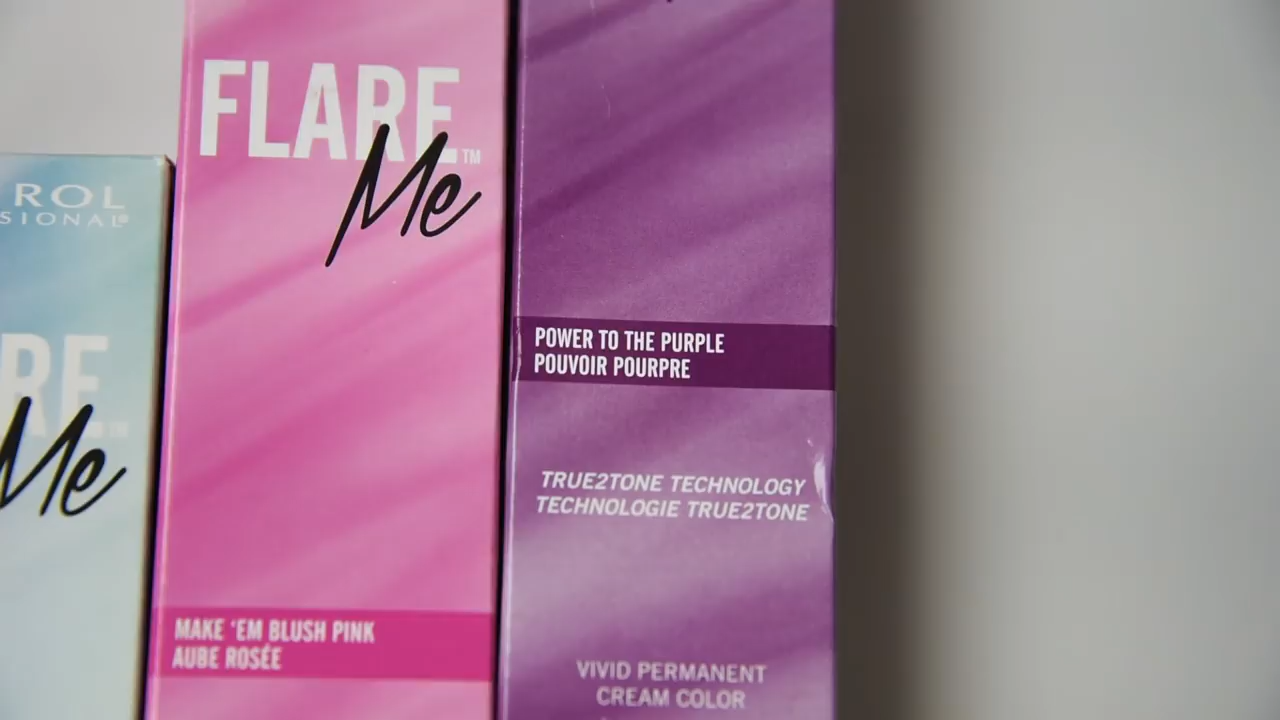 ROL
SIONAL®
RE
Me
FLARE™
Me
MAKE 'EM BLUSH PINK
AUBE ROSÉE
POWER TO THE PURPLE
POUVOIR POURPRE
TRUE2TONE TECHNOLOGY
TECHNOLOGIE TRUE2TONE
VIVID PERMANENT
CREAM COLOR